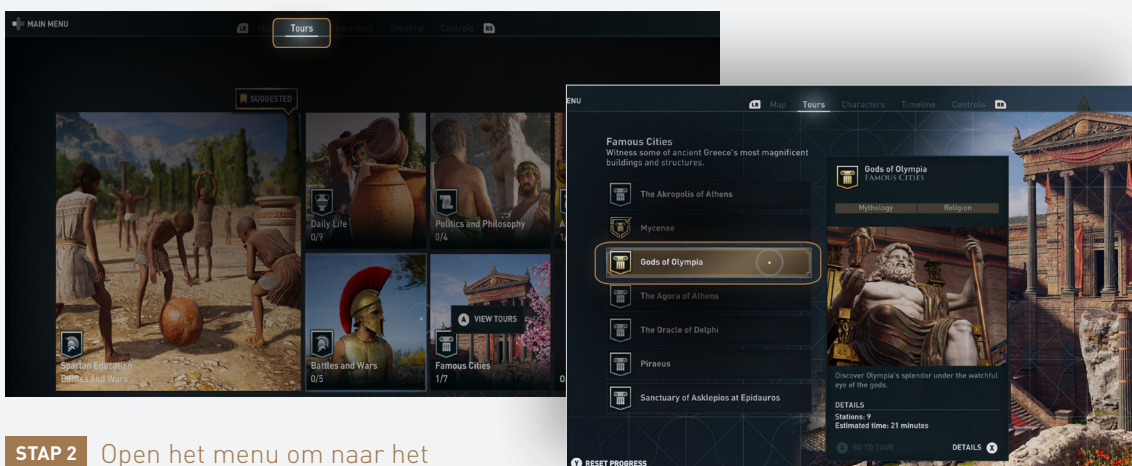 MAIN MENU
LB
Tours
Timeline
Controls
RB
SUGGESTED
Daily Life
0/9
Politics and Philosophy
0/4
Spartan Education
Battles and Wars
Battles and Wars
0/5
A VIEW TOURS
Famous Cities
1/7
ENU
LB Map Tours Characters Timeline Controls RB
Famous Cities
Witness some of ancient Greece's most magnificent
buildings and structures.
The Akropolis of Athens
Mycenae
Gods of Olympia
The Agora of Athens
The Oracle of Delphi
Piraeus
Sanctuary of Asklepios at Epidauros
Gods of Olympia
FAMOUS CITIES
Mythology Religion
Discover Olympia's splendor under the watchful
eye of the gods.
DETAILS
Stations: 9
Estimated time: 21 minutes
A GO TO TOUR DETAILS X
Y RESET PROGRESS
STAP 2 Open het menu om naar het